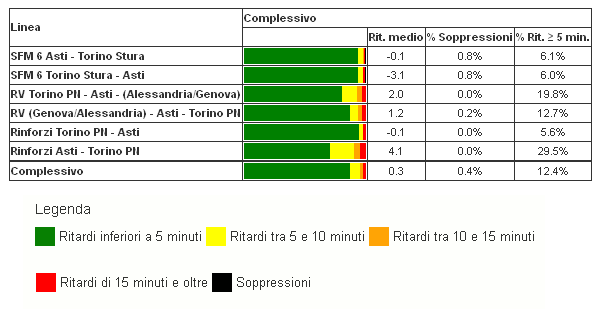 Linea Complessivo
Rit. medio % Soppressioni % Rit. ≥ 5 min.
SFM 6 Asti - Torino Stura -0.1 0.8% 6.1%
SFM 6 Torino Stura - Asti -3.1 0.8% 6.0%
RV Torino PN - Asti - (Alessandria/Genova) 2.0 0.0% 19.8%
RV (Genova/Alessandria) - Asti - Torino PN 1.2 0.2% 12.7%
Rinforzi Torino PN - Asti -0.1 0.0% 5.6%
Rinforzi Asti - Torino PN 4.1 0.0% 29.5%
Complessivo 0.3 0.4% 12.4%
Legenda
Ritardi inferiori a 5 minuti Ritardi tra 5 e 10 minuti Ritardi tra 10 e 15 minuti
Ritardi di 15 minuti e oltre Soppressioni